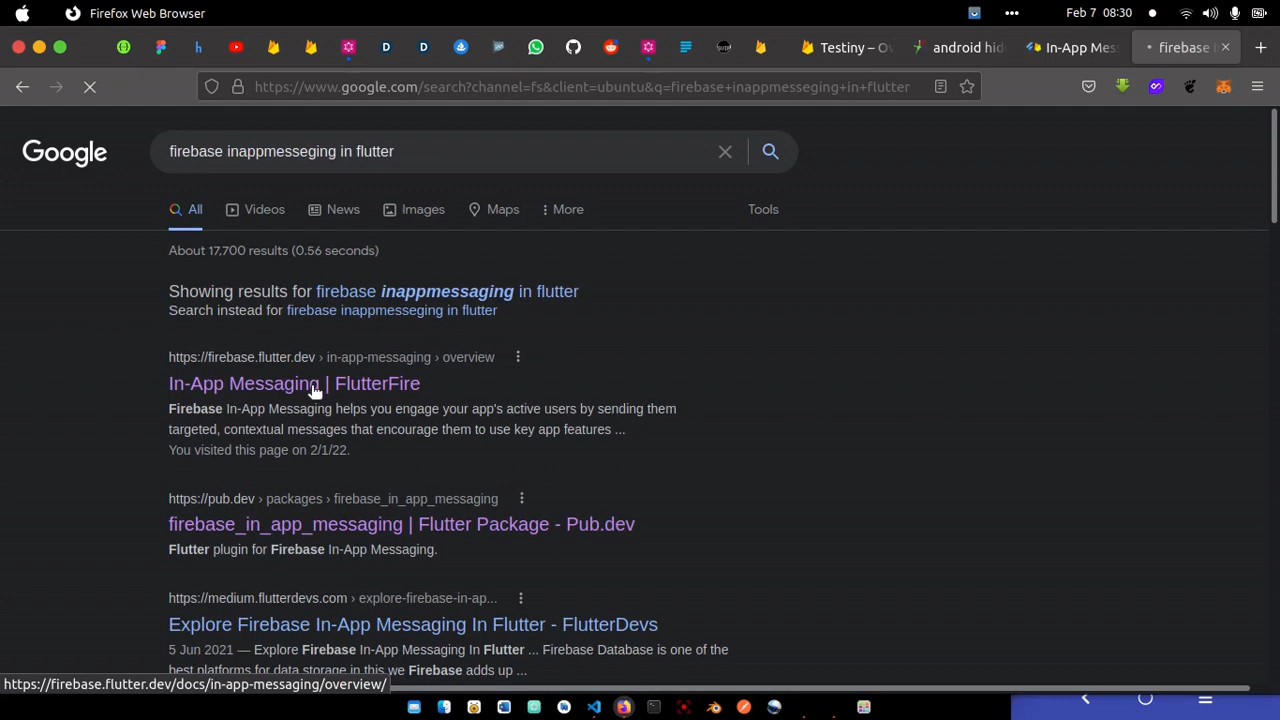 Firefox Web Browser
Feb 7 08:30
Testiny – Ov
android hid
In-App Mess
firebase i
https://www.google.com/search?channel=fs&client=ubuntu&q=firebase+inappmesseging+in+flutter
Google
firebase inappmesseging in flutter
All
Videos
News
Images
Maps
More
Tools
About 17,700 results (0.56 seconds)
Showing results for firebase inappmessaging in flutter
Search instead for firebase inappmesseging in flutter
https://firebase.flutter.dev › in-app-messaging › overview
In-App Messaging | FlutterFire
Firebase In-App Messaging helps you engage your app's active users by sending them
targeted, contextual messages that encourage them to use key app features ...
You visited this page on 2/1/22.
https://pub.dev › packages › firebase_in_app_messaging
firebase_in_app_messaging | Flutter Package - Pub.dev
Flutter plugin for Firebase In-App Messaging.
https://medium.flutterdevs.com › explore-firebase-in-ap...
Explore Firebase In-App Messaging In Flutter - FlutterDevs
5 Jun 2021 — Explore Firebase In-App Messaging In Flutter ... Firebase Database is one of the
best platforms for data storage in this we Firebase adds up ...
https://firebase.flutter.dev/docs/in-app-messaging/overview/